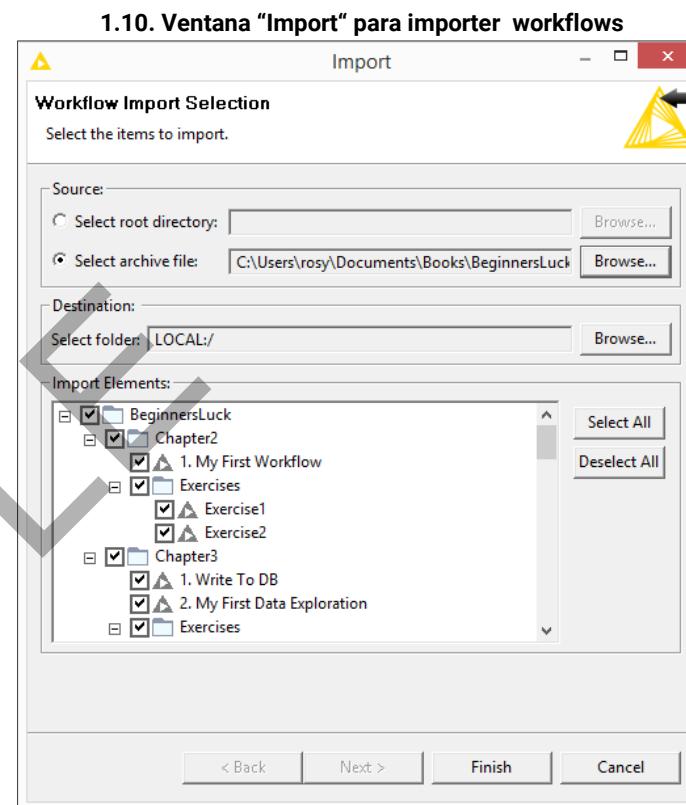 1.10. Ventana “Import“ para importer workflows
Import
Workflow Import Selection
Select the items to import.
Source:
Select root directory:
Browse...
Select archive file: C:\Users\rosy\Documents\Books\BeginnersLuck Browse...
Destination:
Select folder: LOCAL:/ Browse...
Import Elements:
BeginnersLuck
Select All
Chapter2
1. My First Workflow
Deselect All
Exercises
Exercise1
Exercise2
Chapter3
1. Write To DB
2. My First Data Exploration
Exercises
< Back Next > Finish Cancel